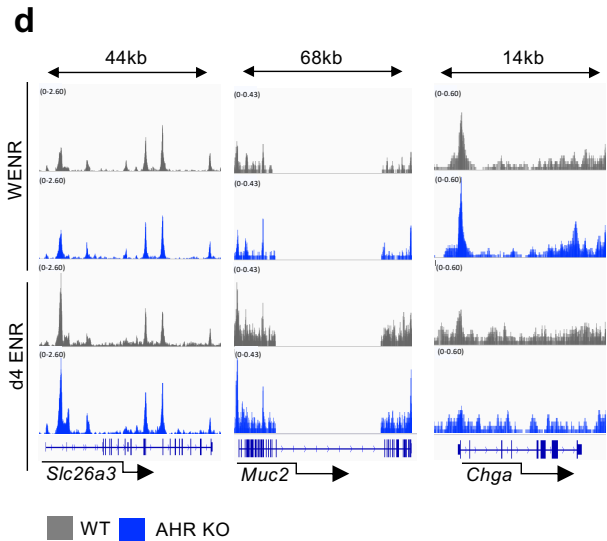 d
44kb 68kb 14kb
(0-2.60) (0-0.43) (0-0.60)
WENR
(0-2.60) (0-0.43) (0-0.60)
(0-2.60) (0-0.43) (0-0.60)
d4 ENR
(0-2.60) (0-0.43) (0-0.60)
Slc26a3 Muc2 Chga
WT AHR KO